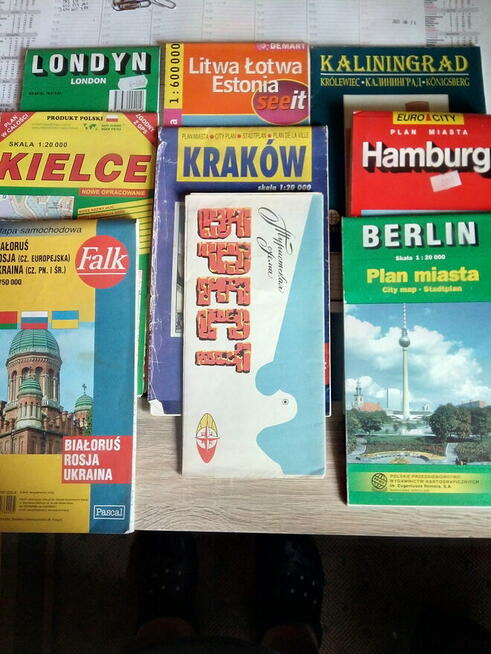 LONDYN
LONDON
DEMART
Litwa Łotwa
Estonia
see it
1:600 000
KALININGRAD
KRÓLEWIEC • КАЛИНИНГРАД • KÖNIGSBERG
PLAN
W CAŁOŚCI
PRODUKT POLSKI
SKALA 1:20 000
KIELCE
NOWE OPRACOWANIE
PLAN MIASTA • CITY PLAN • STADTPLAN • PLAN DE LA VILLE
KRAKÓW
skala 1:20 000
EURO CITY
PLAN MIASTA
Hamburg
Mapa samochodowa
BIAŁORUŚ
ROSJA (CZ. EUROPEJSKA)
UKRAINA (CZ. PN. I ŚR.)
750 000
Falk
BIAŁORUŚ
ROSJA
UKRAINA
Pascal
Туристская
схема
BERLIN
Skala 1 : 20 000
Plan miasta
City map - Stadtplan
POLSKIE PRZEDSIĘBIORSTWO
WYDAWNICTW KARTOGRAFICZNYCH
im. Eugeniusza Romera, S.A.